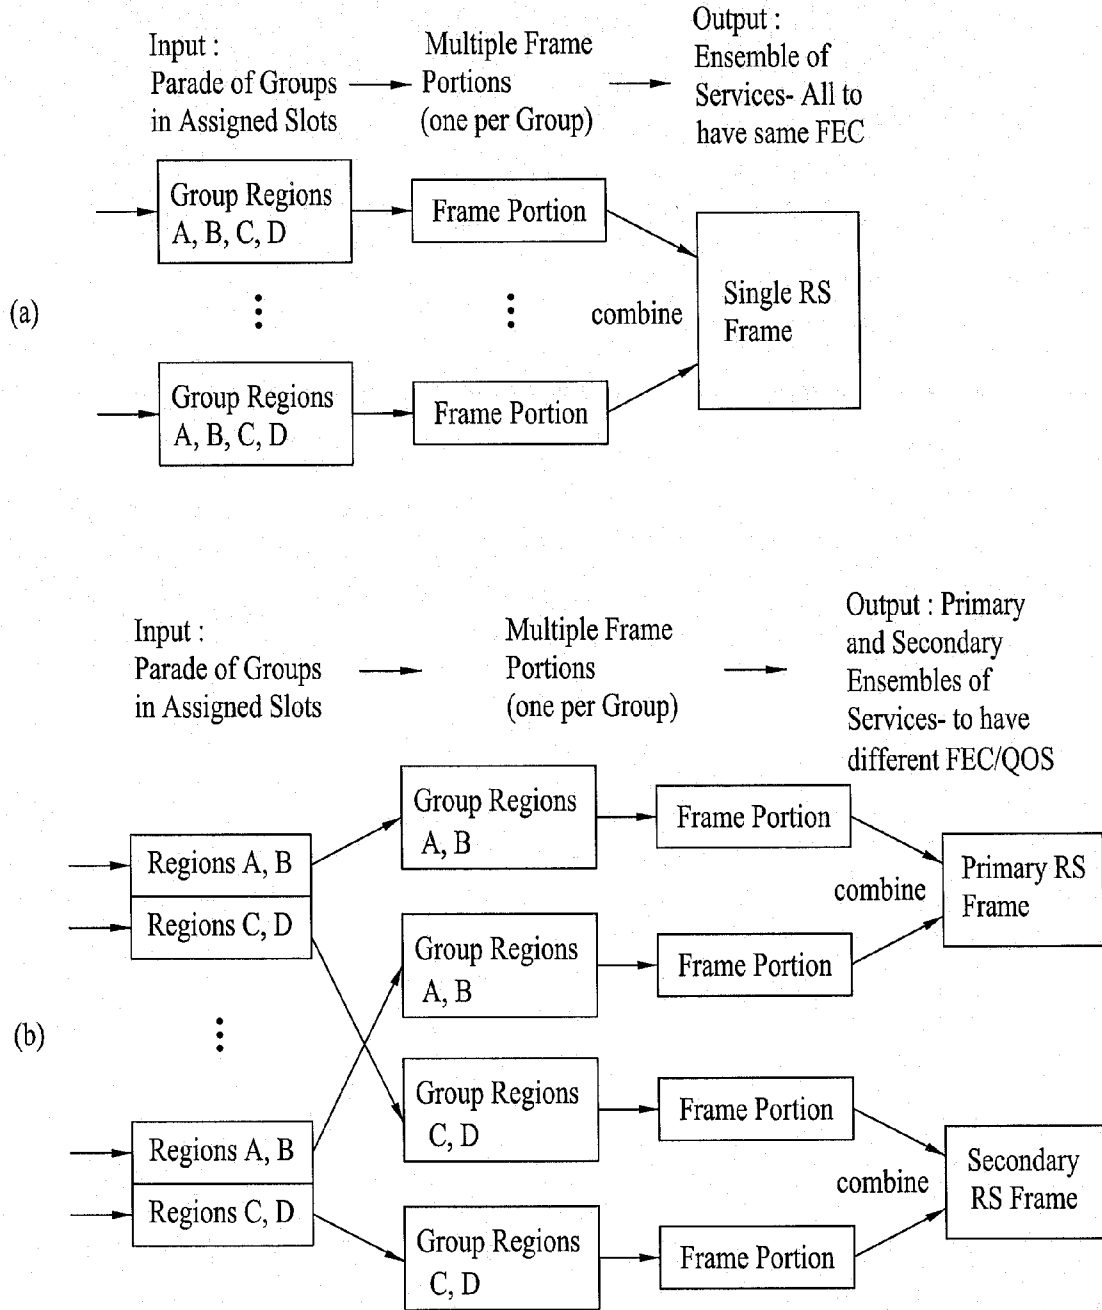 Input :
Parade of Groups
in Assigned Slots
Multiple Frame
Portions
(one per Group)
Output :
Ensemble of
Services- All to
have same FEC
(a)
Group Regions
A, B, C, D
Frame Portion
combine
Single RS
Frame
Group Regions
A, B, C, D
Frame Portion
Input :
Parade of Groups
in Assigned Slots
Multiple Frame
Portions
(one per Group)
Output : Primary
and Secondary
Ensembles of
Services- to have
different FEC/QOS
(b)
Regions A, B
Regions C, D
Group Regions
A, B
Frame Portion
combine
Primary RS
Frame
Group Regions
A, B
Frame Portion
Regions A, B
Regions C, D
Group Regions
C, D
Frame Portion
combine
Secondary
RS Frame
Group Regions
C, D
Frame Portion